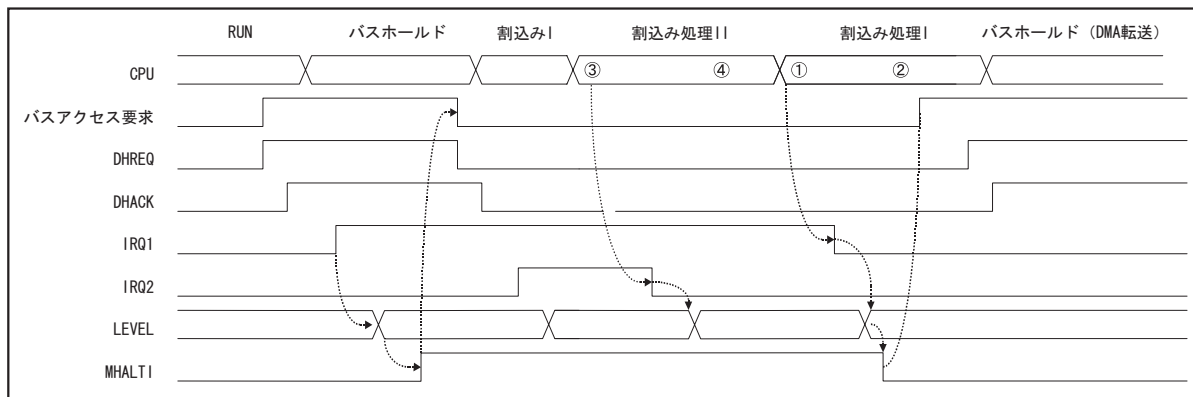 RUN バスホールド 割込みI 割込み処理II 割込み処理I バスホールド（DMA転送）
CPU ③ ④ ① ②
バスアクセス要求
DHREQ
DHACK
IRQ1
IRQ2
LEVEL
MHALTI